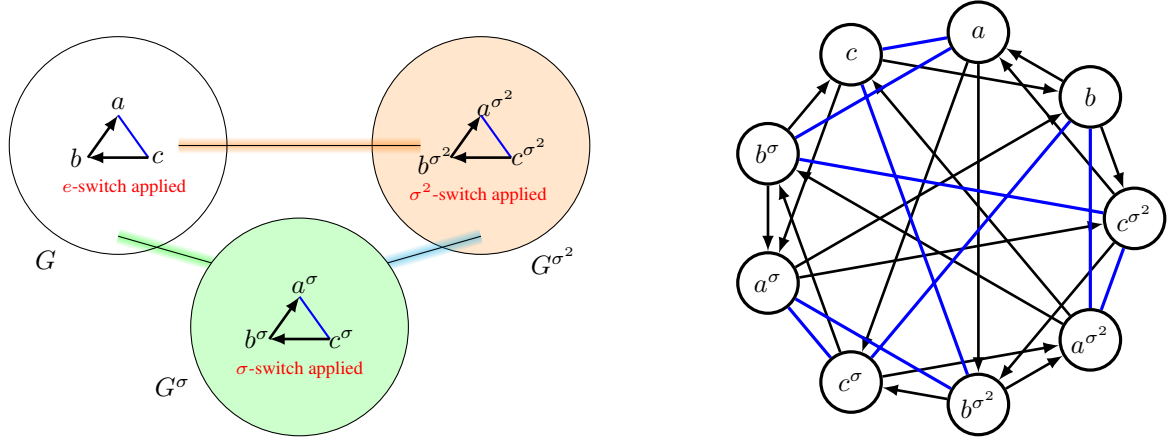 a
b c
e-switch applied
G
a^{σ^2}
b^{σ^2} c^{σ^2}
σ^2-switch applied
G^{σ^2}
a^σ
b^σ c^σ
σ-switch applied
G^σ
a
b
c^{σ^2}
a^{σ^2}
b^{σ^2}
c^σ
a^σ
b^σ
c